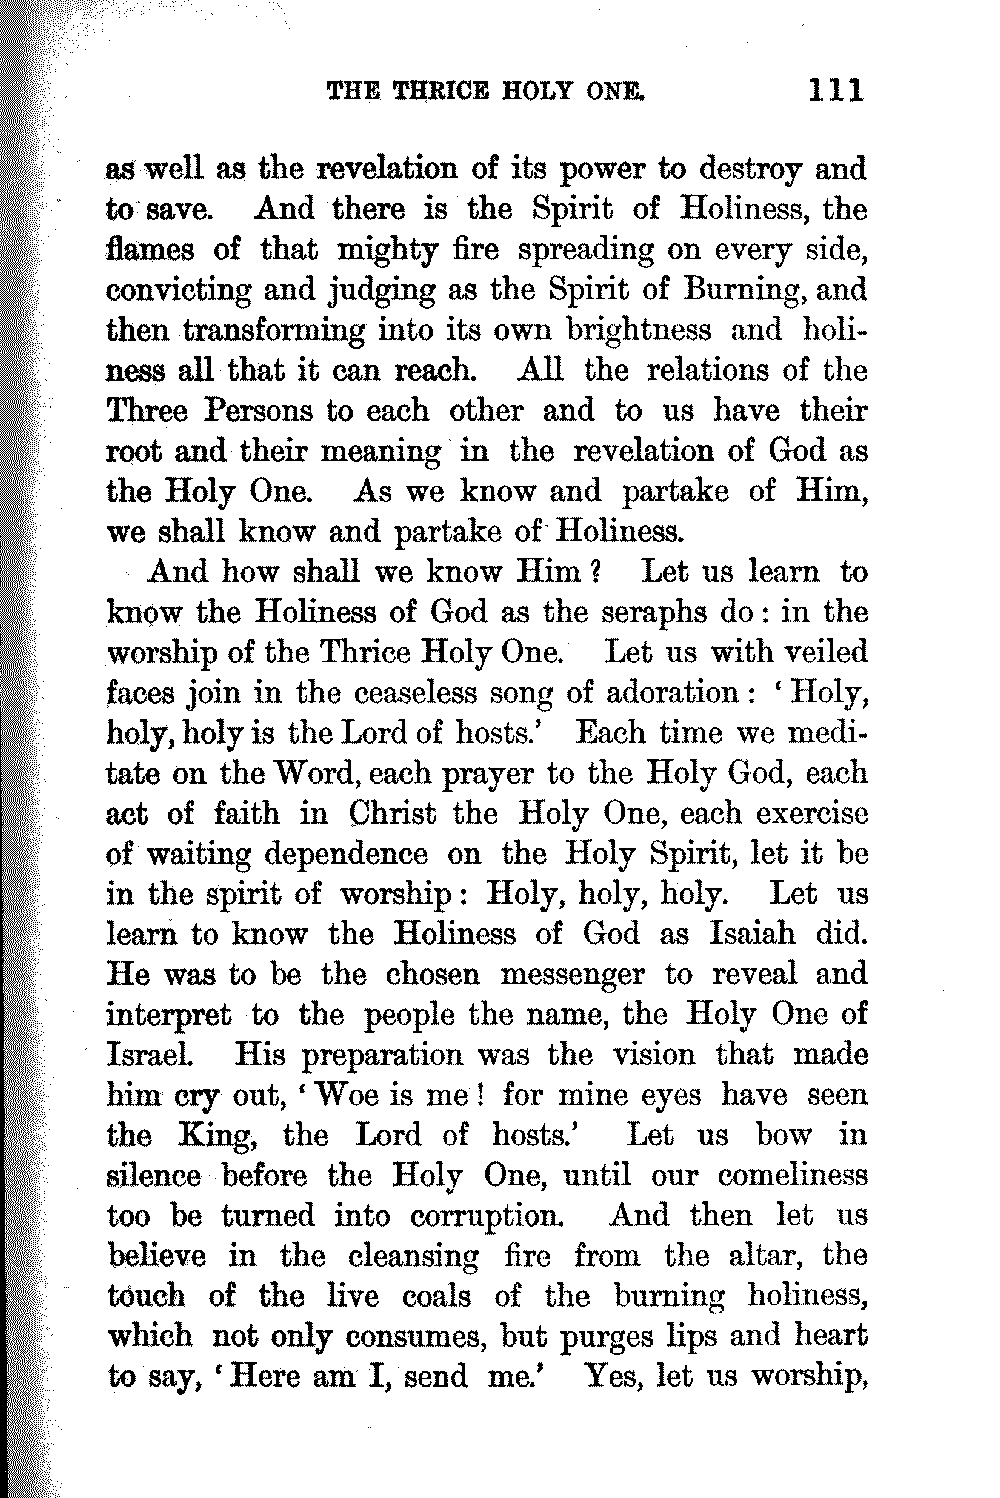 THE THRICE HOLY ONE. 111
as well as the revelation of its power to destroy and
to save. And there is the Spirit of Holiness, the
flames of that mighty fire spreading on every side,
convicting and judging as the Spirit of Burning, and
then transforming into its own brightness and holi-
ness all that it can reach. All the relations of the
Three Persons to each other and to us have their
root and their meaning in the revelation of God as
the Holy One. As we know and partake of Him,
we shall know and partake of Holiness.
And how shall we know Him? Let us learn to
know the Holiness of God as the seraphs do: in the
worship of the Thrice Holy One. Let us with veiled
faces join in the ceaseless song of adoration: ‘Holy,
holy, holy is the Lord of hosts.’ Each time we medi-
tate on the Word, each prayer to the Holy God, each
act of faith in Christ the Holy One, each exercise
of waiting dependence on the Holy Spirit, let it be
in the spirit of worship: Holy, holy, holy. Let us
learn to know the Holiness of God as Isaiah did.
He was to be the chosen messenger to reveal and
interpret to the people the name, the Holy One of
Israel. His preparation was the vision that made
him cry out, ‘Woe is me! for mine eyes have seen
the King, the Lord of hosts.’ Let us bow in
silence before the Holy One, until our comeliness
too be turned into corruption. And then let us
believe in the cleansing fire from the altar, the
touch of the live coals of the burning holiness,
which not only consumes, but purges lips and heart
to say, ‘Here am I, send me.’ Yes, let us worship,